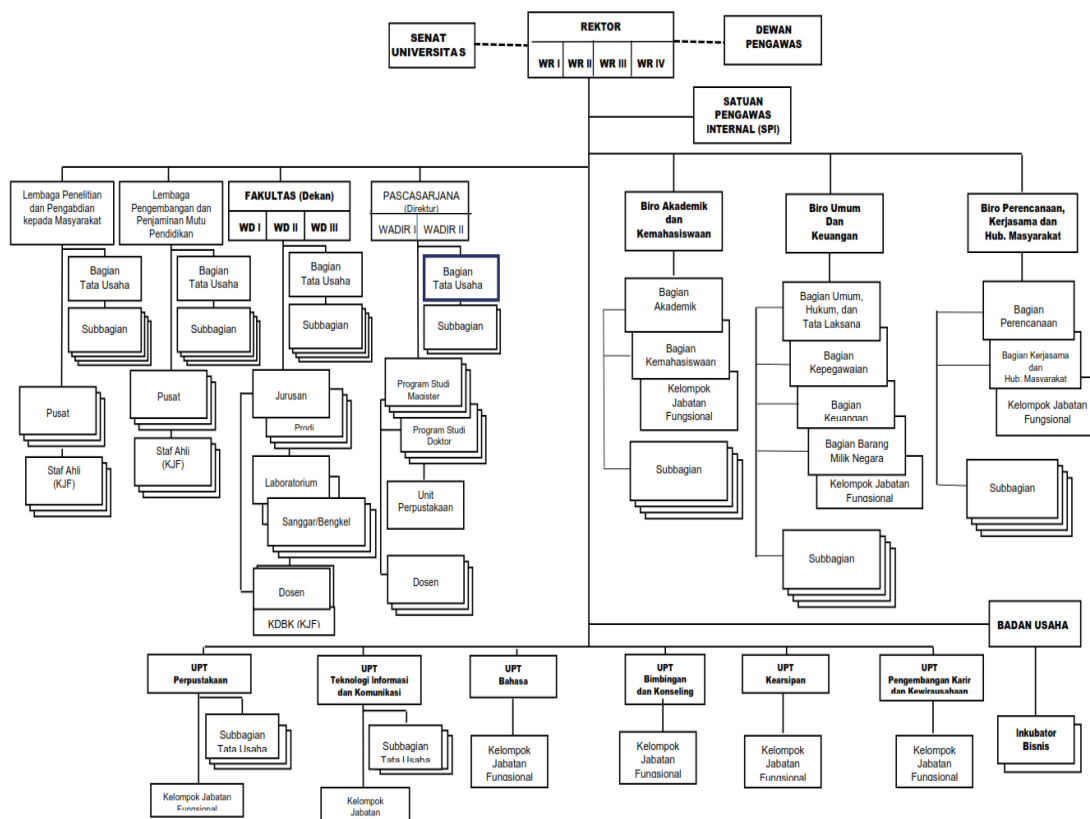 SENAT
UNIVERSITAS
REKTOR
WR I WR II WR III WR IV
DEWAN
PENGAWAS
SATUAN
PENGAWAS
INTERNAL (SPI)
Lembaga Penelitian
dan Pengabdian
kepada Masyarakat
Lembaga
Pengembangan dan
Penjaminan Mutu
Pendidikan
FAKULTAS (Dekan)
WD I WD II WD III
PASCASARJANA
(Direktur)
WADIR I WADIR II
Biro Akademik
dan
Kemahasiswaan
Biro Umum
Dan
Keuangan
Biro Perencanaan,
Kerjasama dan
Hub. Masyarakat
Bagian
Tata Usaha
Subbagian
Pusat
Staf Ahli
(KJF)
Bagian
Tata Usaha
Subbagian
Pusat
Staf Ahli
(KJF)
Bagian
Tata Usaha
Subbagian
Jurusan
Prodi
Laboratorium
Sanggar/Bengkel
Dosen
KDBK (KJF)
Bagian
Tata Usaha
Subbagian
Program Studi
Magister
Program Studi
Doktor
Unit
Perpustakaan
Dosen
Bagian
Akademik
Bagian
Kemahasiswaan
Kelompok
Jabatan
Fungsional
Subbagian
Bagian Umum,
Hukum, dan
Tata Laksana
Bagian
Kepegawaian
Bagian
Keuangan
Bagian Barang
Milik Negara
Kelompok Jabatan
Fungsional
Subbagian
Bagian
Perencanaan
Bagian Kerjasama
dan
Hub. Masyarakat
Kelompok Jabatan
Fungsional
Subbagian
BADAN USAHA
Inkubator
Bisnis
UPT
Perpustakaan
Subbagian
Tata Usaha
Kelompok Jabatan
Fungsional
UPT
Teknologi Informasi
dan Komunikasi
Subbagian
Tata Usaha
Kelompok
Jabatan
UPT
Bahasa
Kelompok
Jabatan
Fungsional
UPT
Bimbingan
dan Konseling
Kelompok
Jabatan
Fungsional
UPT
Kearsipan
Kelompok
Jabatan
Fungsional
UPT
Pengembangan Karir
dan Kewirausahaan
Kelompok
Jabatan
Fungsional